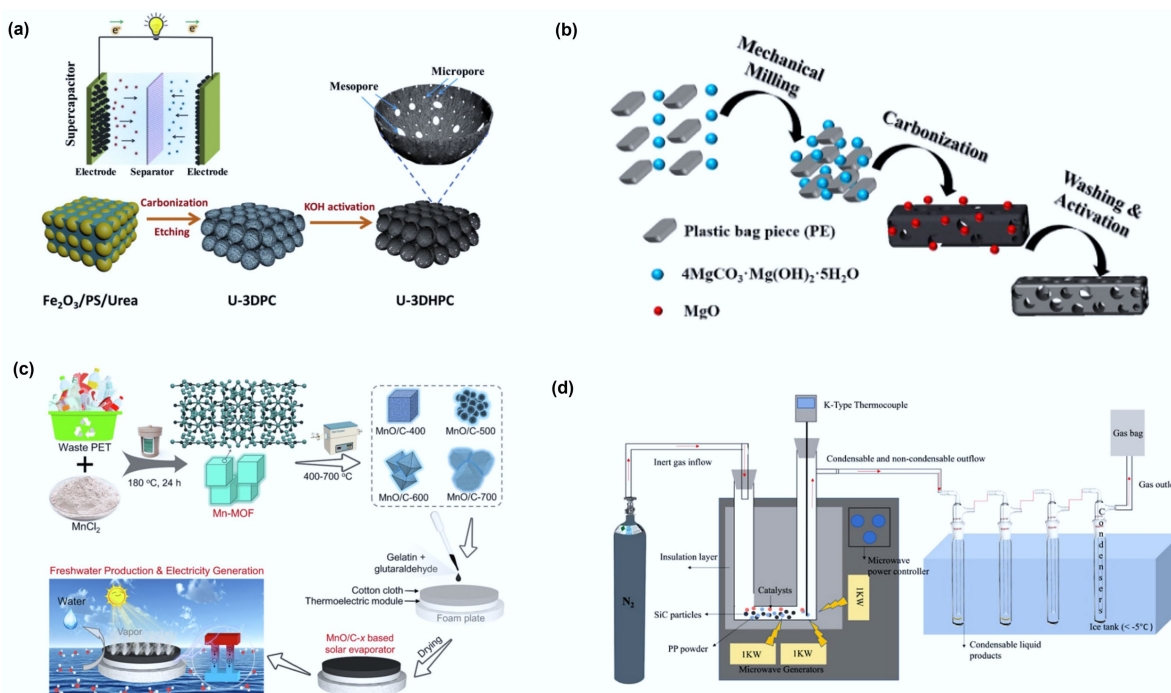 (a)
e⁻
e⁻
Supercapacitor
Electrode
Separator
Electrode
Mesopore
Micropore
Carbonization
Etching
KOH activation
Fe₂O₃/PS/Urea
U-3DPC
U-3DHPC
(b)
Mechanical
Milling
Carbonization
Washing &
Activation
Plastic bag piece (PE)
4MgCO₃·Mg(OH)₂·5H₂O
MgO
(c)
Waste PET
MnCl₂
180 °C, 24 h
Mn-MOF
400-700 °C
MnO/C-400
MnO/C-500
MnO/C-600
MnO/C-700
Gelatin +
glutaraldehyde
Cotton cloth
Thermoelectric module
Foam plate
Drying
MnO/C-x based
solar evaporator
Freshwater Production & Electricity Generation
Water
Vapor
(d)
K-Type Thermocouple
Inert gas inflow
Condensable and non-condensable outflow
Gas bag
Gas outle
Insulation layer
Microwave
power controller
Catalysts
SiC particles
PP powder
N₂
1KW
1KW
1KW
Microwave Generators
Condensers
Ice tank (< -5°C)
Condensable liquid
products